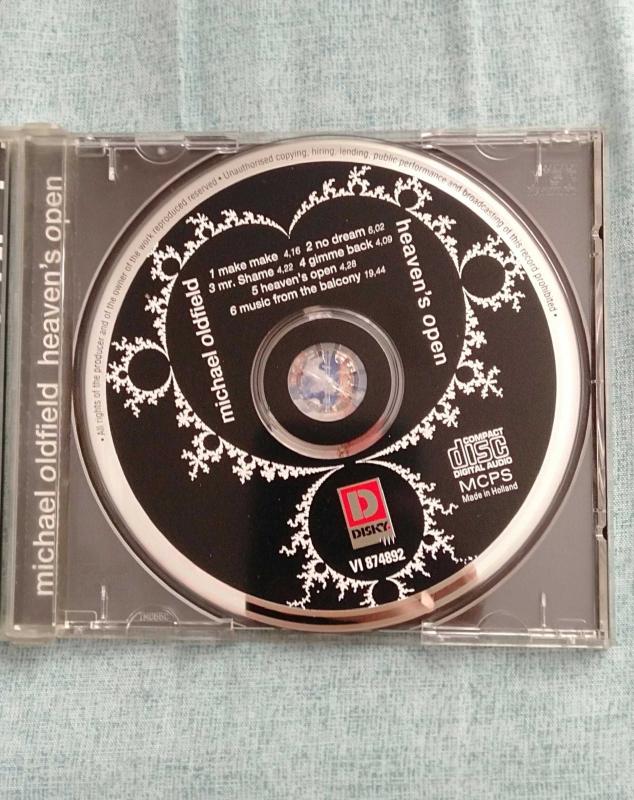 michael oldfield heaven's open
• All rights of the producer and of the owner of the work reproduced reserved • Unauthorised copying, hiring, lending, public performance and broadcasting of this record prohibited •
1 make make 4,16 2 no dream 6,02
3 mr. Shame 4,22 4 gimme back 4,09
5 heaven's open 4,28
6 music from the balcony 19,44
michael oldfield
heaven's open
COMPACT
disc
DIGITAL AUDIO
MCPS
Made in Holland
D
DISKY
VI 874892